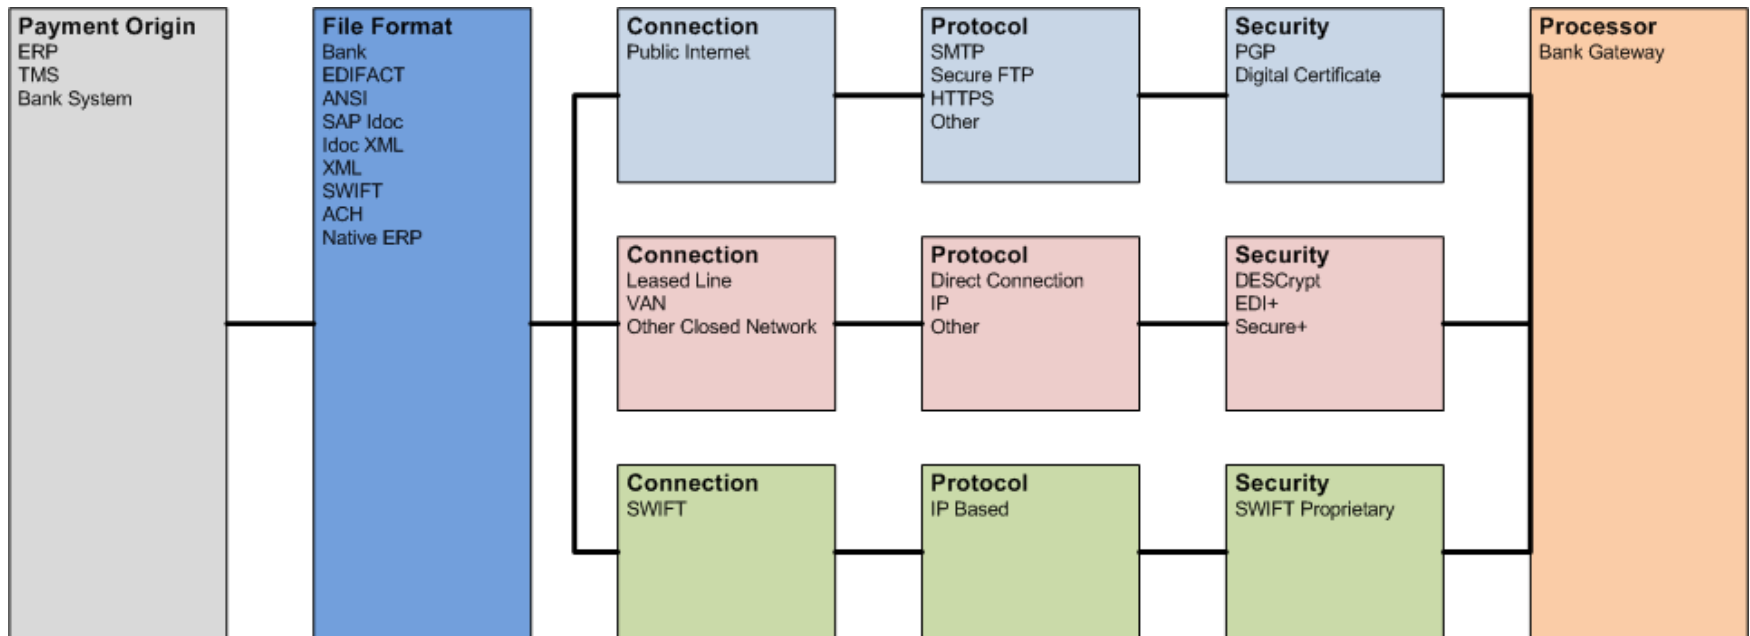 Payment Origin
ERP
TMS
Bank System
File Format
Bank
EDIFACT
ANSI
SAP Idoc
Idoc XML
XML
SWIFT
ACH
Native ERP
Connection
Public Internet
Protocol
SMTP
Secure FTP
HTTPS
Other
Security
PGP
Digital Certificate
Connection
Leased Line
VAN
Other Closed Network
Protocol
Direct Connection
IP
Other
Security
DESCrypt
EDI+
Secure+
Connection
SWIFT
Protocol
IP Based
Security
SWIFT Proprietary
Processor
Bank Gateway